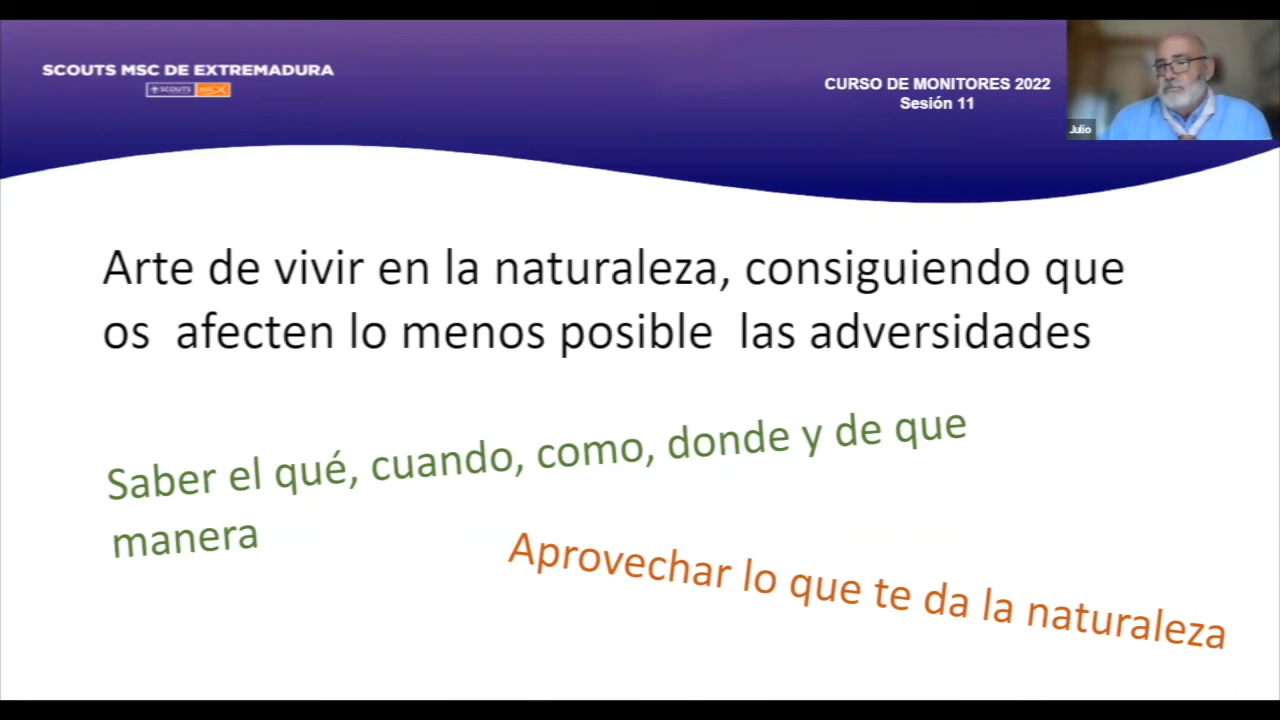 SCOUTS MSC DE EXTREMADURA
SCOUTS MSC
CURSO DE MONITORES 2022
Sesión 11
Julio
Arte de vivir en la naturaleza, consiguiendo que
os afecten lo menos posible las adversidades
Saber el qué, cuando, como, donde y de que
manera
Aprovechar lo que te da la naturaleza